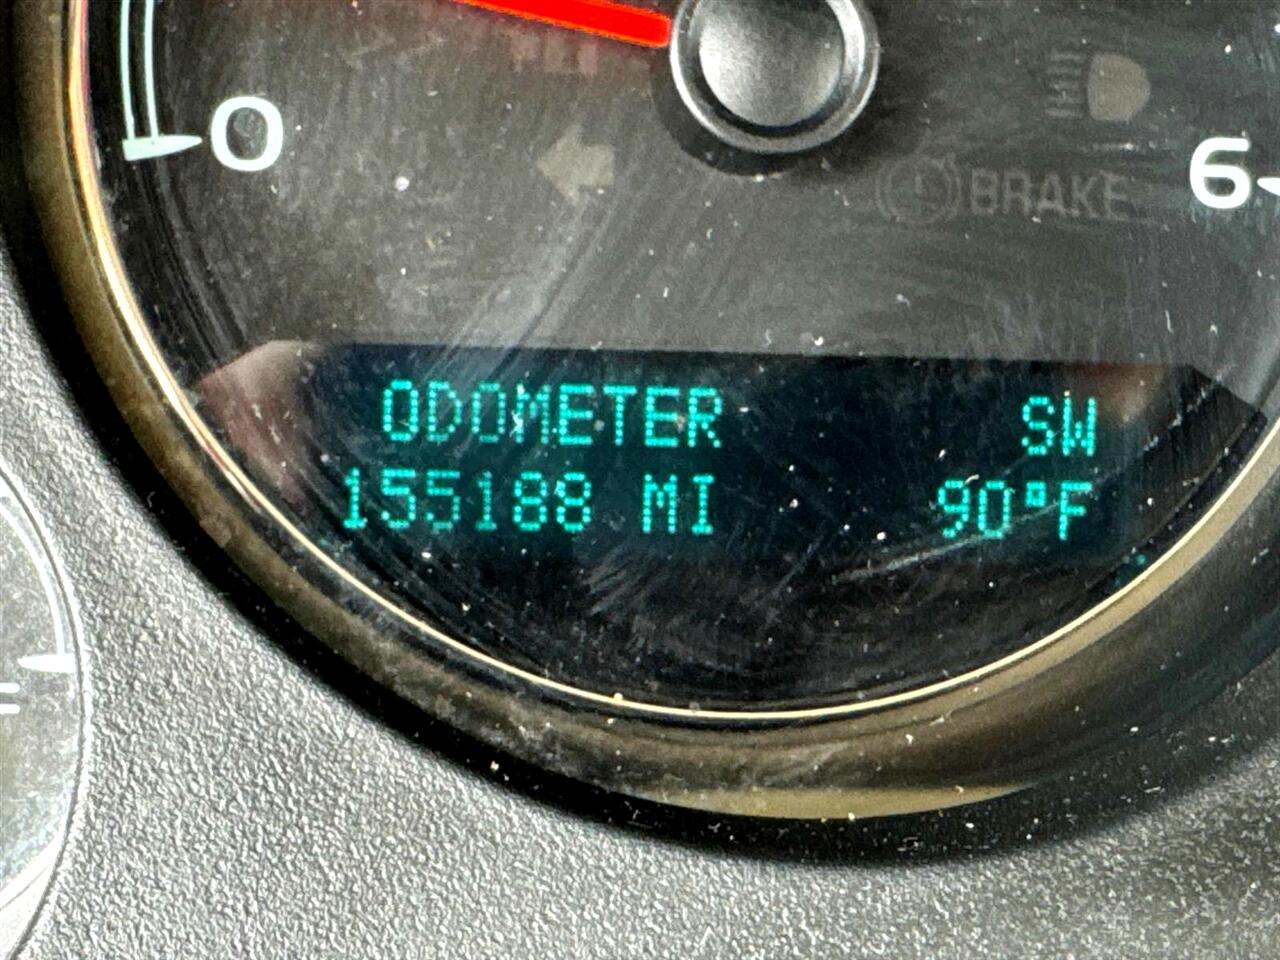 0
BRAKE
6
ODOMETER SW
155188 MI 90°F